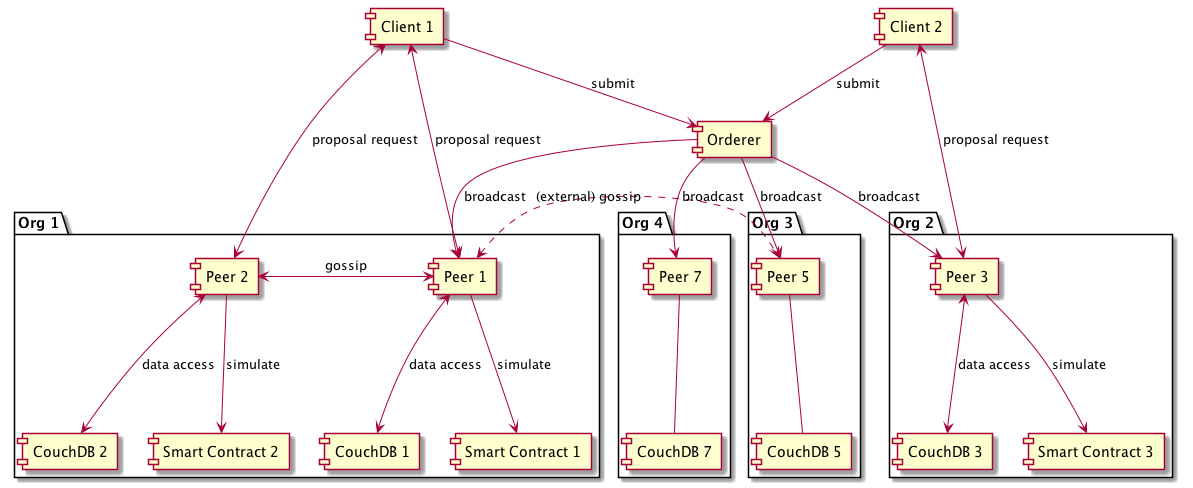 Client 1
Client 2
submit
submit
proposal request
proposal request
Orderer
proposal request
broadcast
(external) gossip
broadcast
broadcast
broadcast
Org 1
Org 4
Org 3
Org 2
gossip
Peer 2
Peer 1
Peer 7
Peer 5
Peer 3
data access
simulate
data access
simulate
data access
simulate
CouchDB 2
Smart Contract 2
CouchDB 1
Smart Contract 1
CouchDB 7
CouchDB 5
CouchDB 3
Smart Contract 3